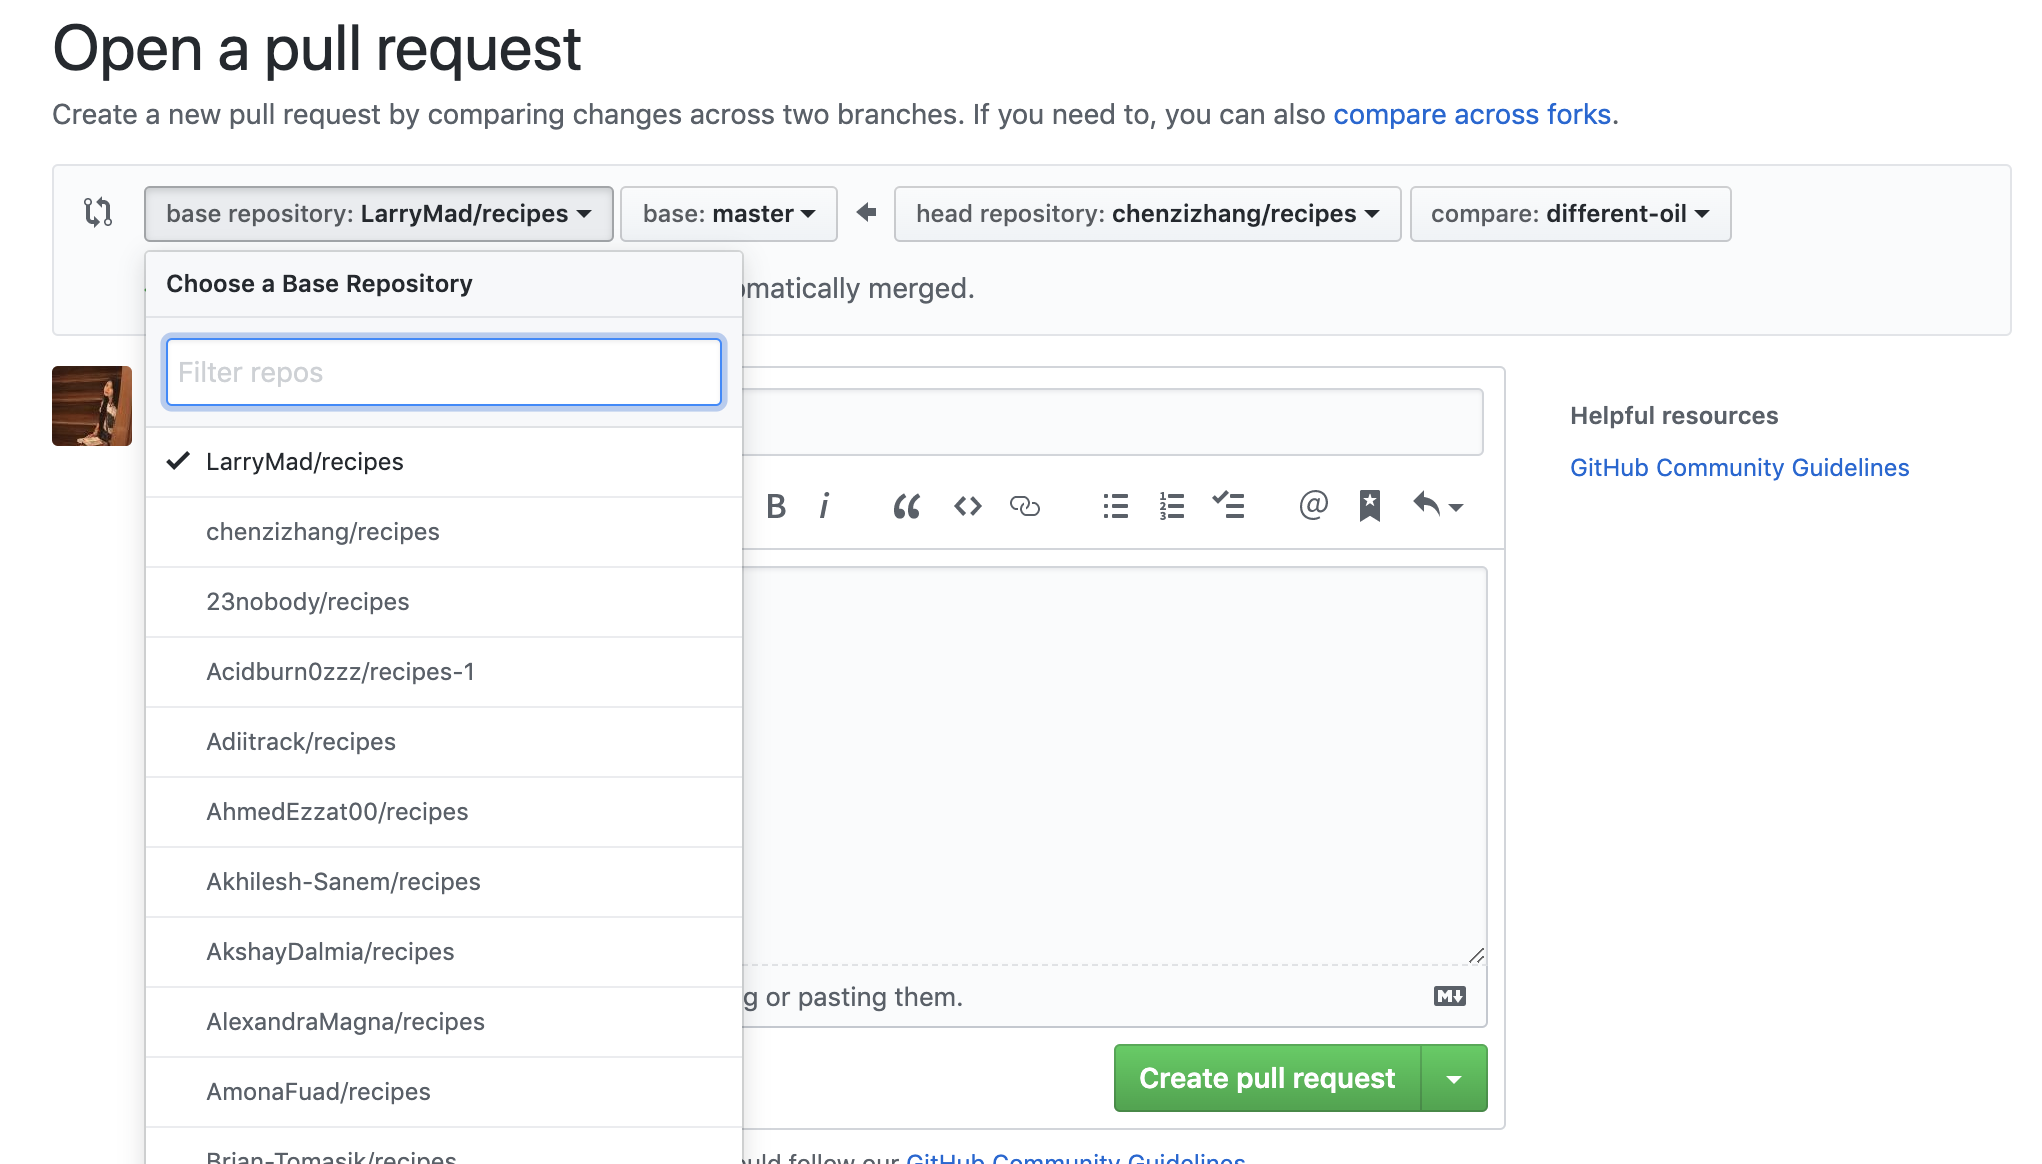 Open a pull request
Create a new pull request by comparing changes across two branches. If you need to, you can also compare across forks.
base repository: LarryMad/recipes base: master head repository: chenzizhang/recipes compare: different-oil
Choose a Base Repository
merged.
Filter repos
LarryMad/recipes
Helpful resources
GitHub Community Guidelines
chenzizhang/recipes
23nobody/recipes
Acidburn0zzz/recipes-1
Adiitrack/recipes
AhmedEzzat00/recipes
Akhilesh-Sanem/recipes
AkshayDalmia/recipes
or pasting them.
AlexandraMagna/recipes
AmonaFuad/recipes
Create pull request
Brian-Tomasik/recipes
follow our GitHub Community Guidelines